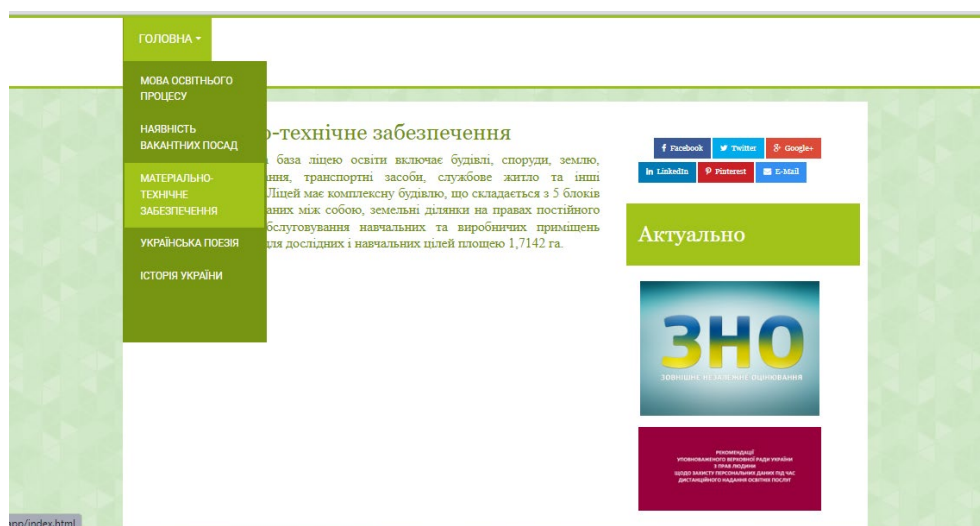 ГОЛОВНА
МОВА ОСВІТНЬОГО
ПРОЦЕСУ
НАЯВНІСТЬ
ВАКАНТНИХ ПОСАД
МАТЕРІАЛЬНО-
ТЕХНІЧНЕ
ЗАБЕЗПЕЧЕННЯ
УКРАЇНСЬКА ПОЕЗІЯ
ІСТОРІЯ УКРАЇНИ
о-технічне забезпечення
база ліцею освіти включає будівлі, споруди, землю,
ання, транспортні засоби, службове житло та інші
Ліцей має комплексну будівлю, що складається з 5 блоків
аних між собою, земельні ділянки на правах постійного
бслуговування навчальних та виробничих приміщень
для дослідних і навчальних цілей площею 1,7142 га.
Facebook Twitter Google+
LinkedIn Pinterest E-Mail
Актуально
ЗНО
ЗОВНІШНЄ НЕЗАЛЕЖНЕ ОЦІНЮВАННЯ
РЕКОМЕНДАЦІЇ
УПОВНОВАЖЕНОГО ВЕРХОВНОЇ РАДИ УКРАЇНИ
З ПРАВ ЛЮДИНИ
ЩОДО ЗАХИСТУ ПЕРСОНАЛЬНИХ ДАНИХ ПІД ЧАС
ДИСТАНЦІЙНОГО НАДАННЯ ОСВІТНІХ ПОСЛУГ
app/index.html